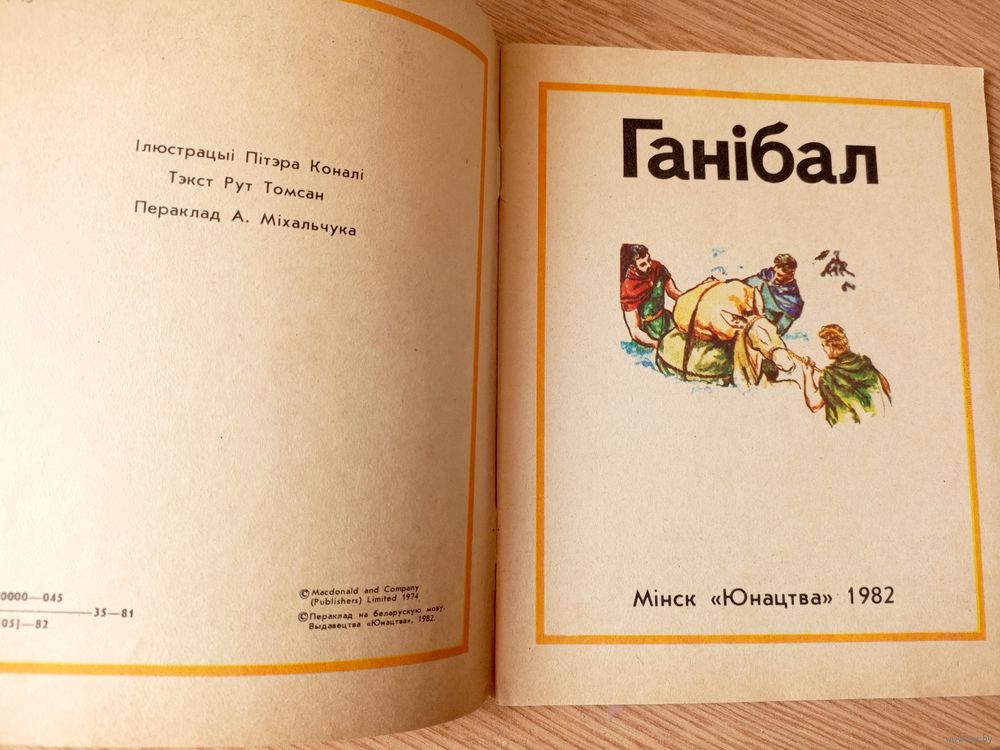 Ілюстрацыі Пітэра Коналі
Тэкст Рут Томсан
Пераклад А. Міхальчука
0000—045
35—81
05)—82
© Macdonald and Company
(Publishers) Limited 1974
© Пераклад на беларускую мову.
Выдавецтва «Юнацтва», 1982.
Ганібал
Мінск «Юнацтва» 1982